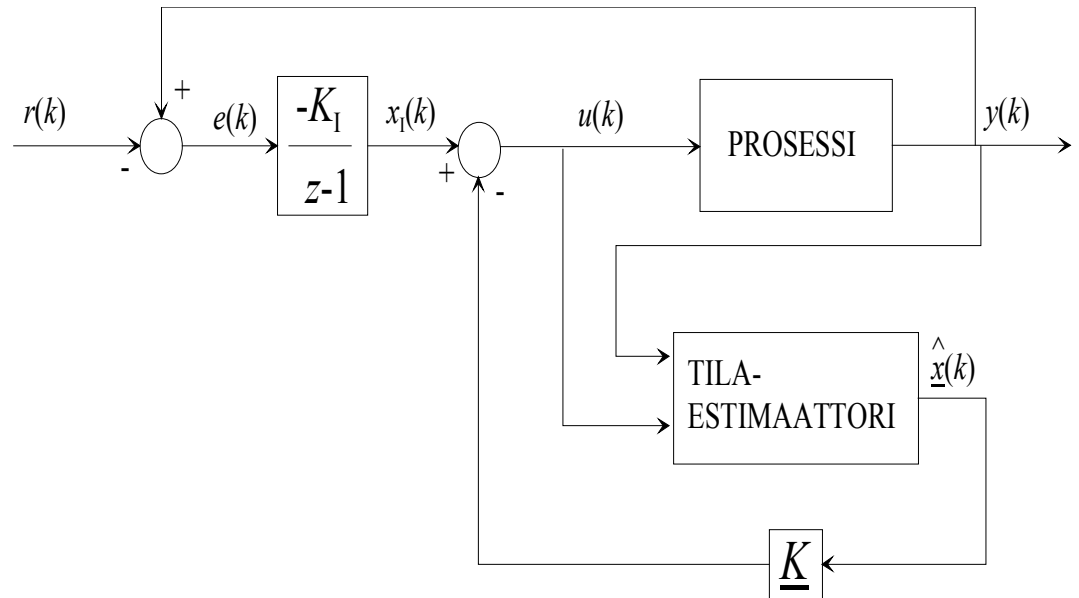 +
r(k)
-
e(k)
-K_I
z-1
x_I(k)
+
-
u(k)
PROSESSI
y(k)
TILA-
ESTIMAATTORI
^
x(k)
K